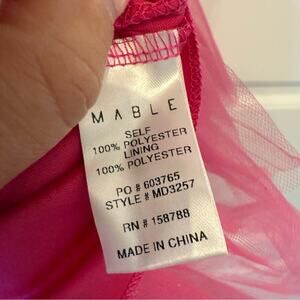 MABLE
SELF
100% POLYESTER
LINING
100% POLYESTER
PO # 603765
STYLE # MD3257
RN # 158788
MADE IN CHINA